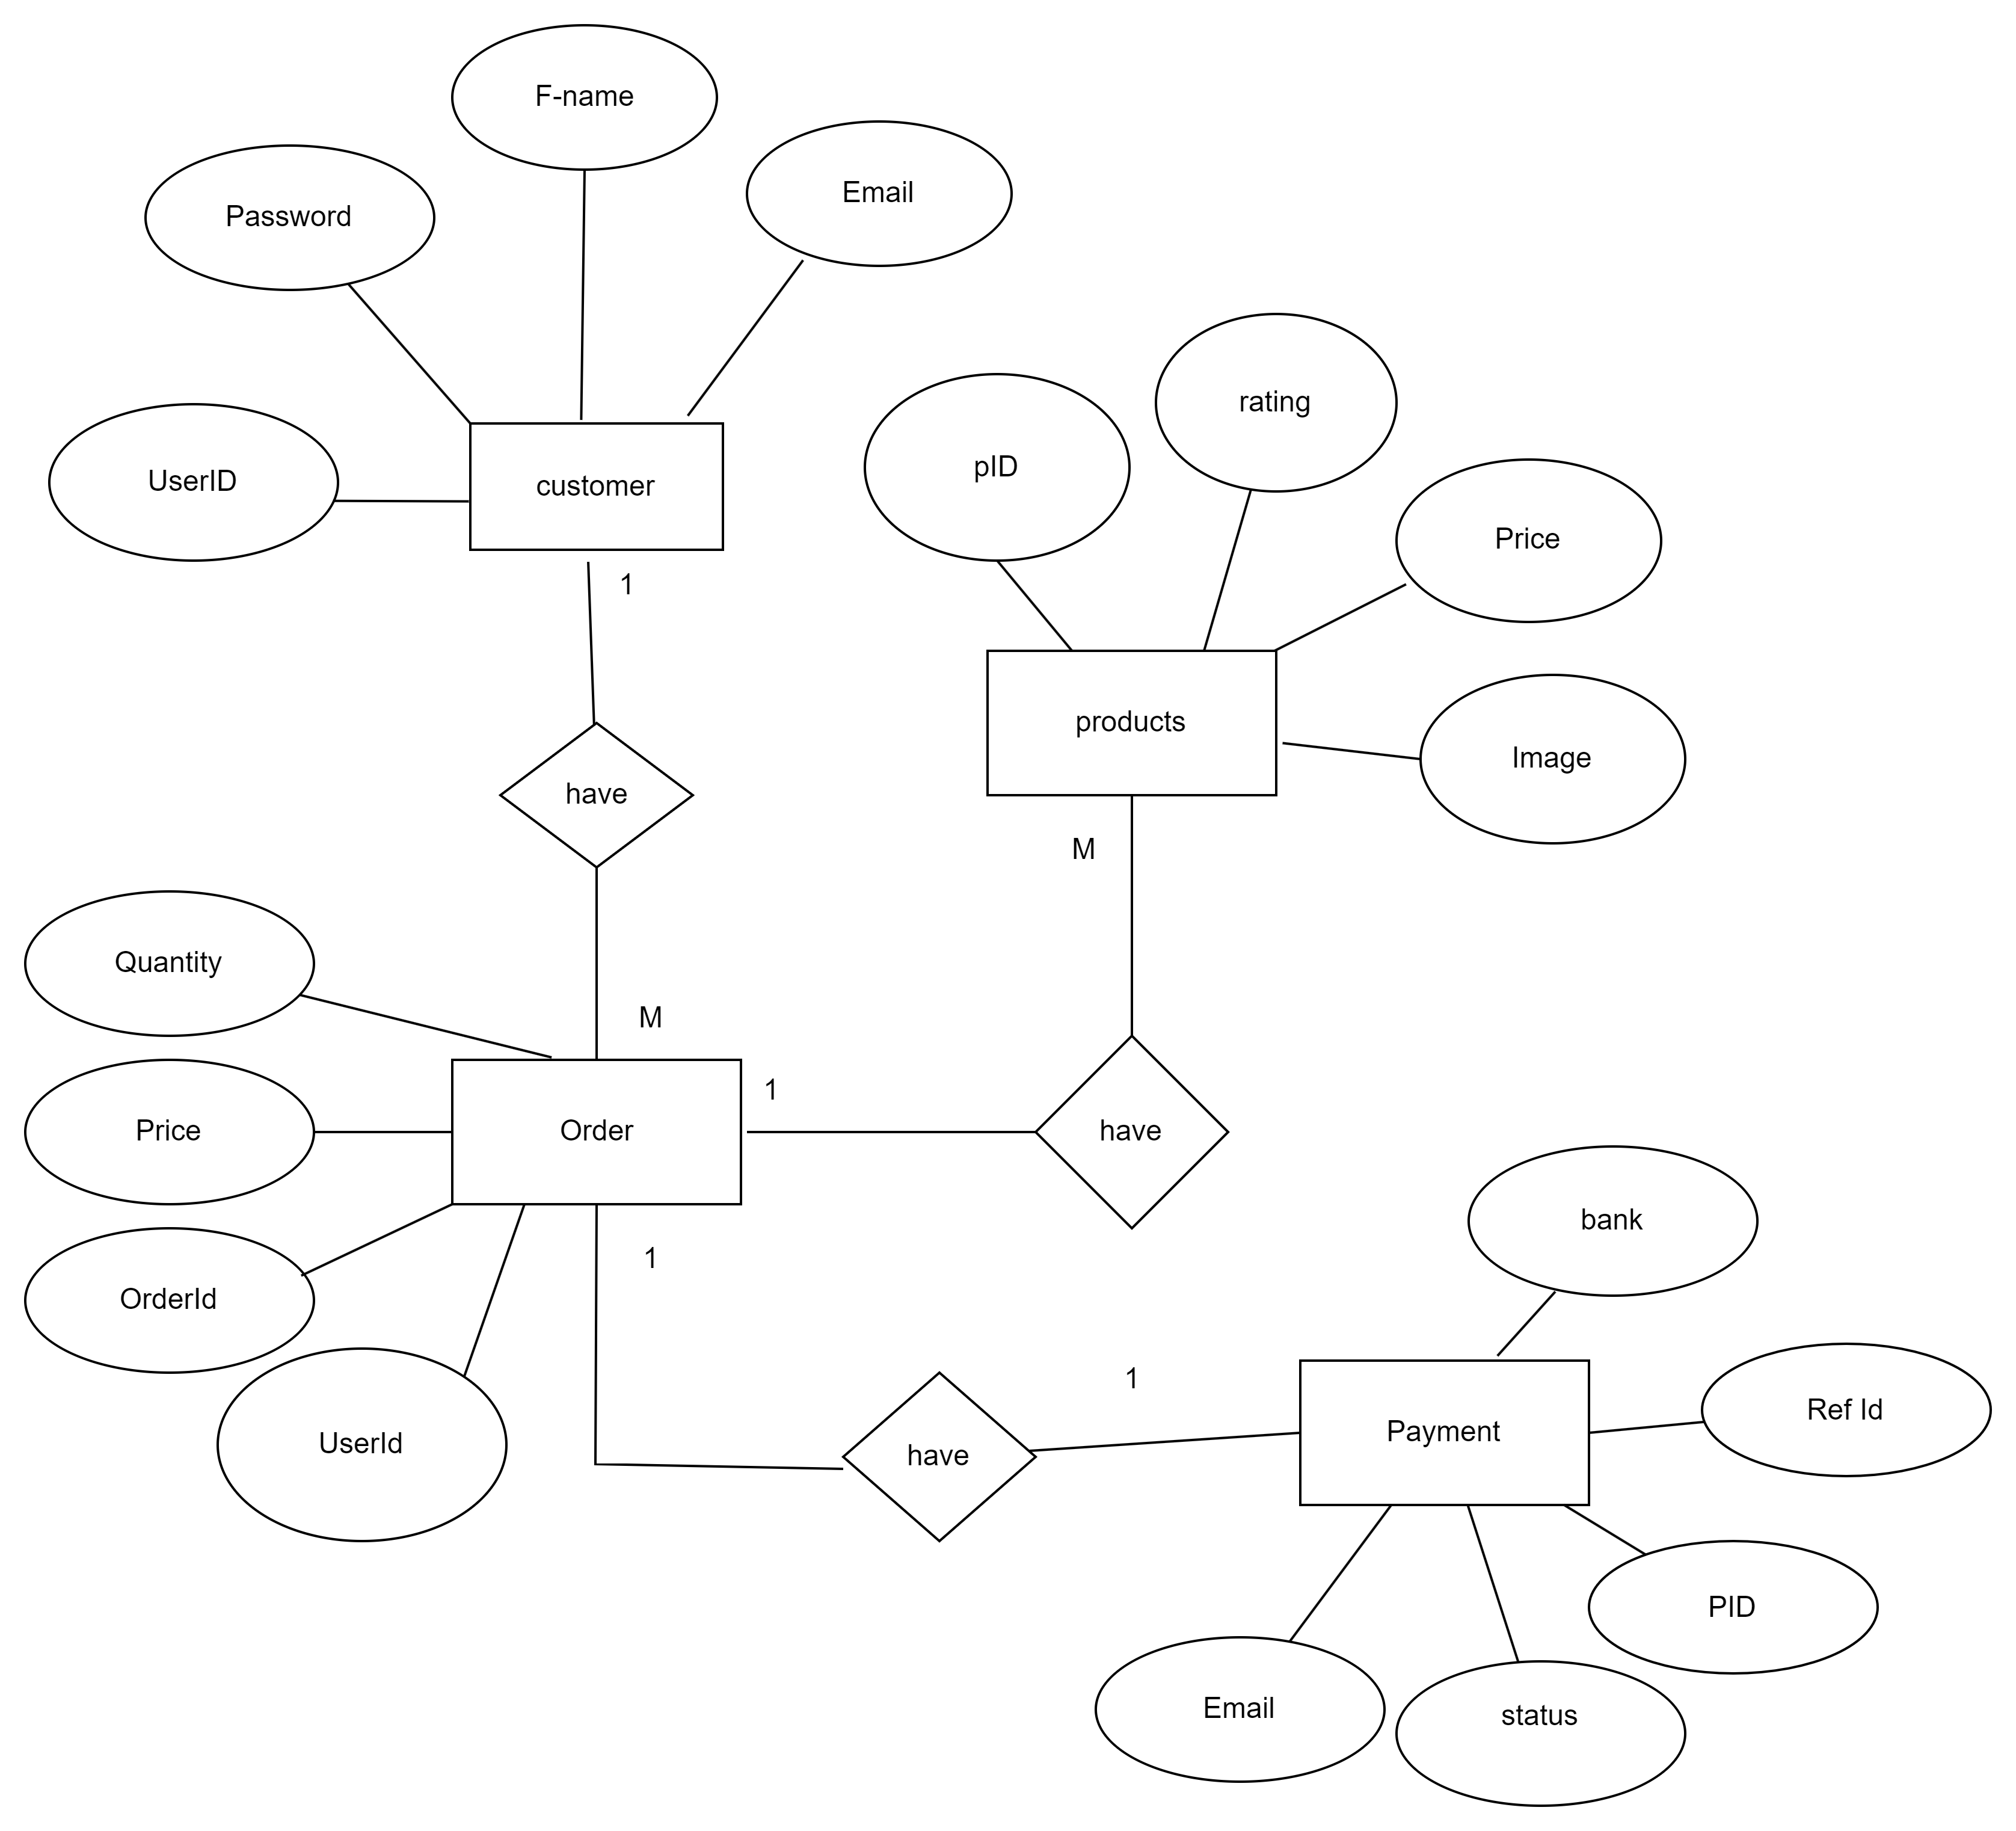 F-name
Email
Password
UserID
customer
1
pID
rating
Price
Image
products
have
M
Quantity
M
Price
Order
1
have
OrderId
1
UserId
have
1
bank
Payment
Ref Id
PID
Email
status